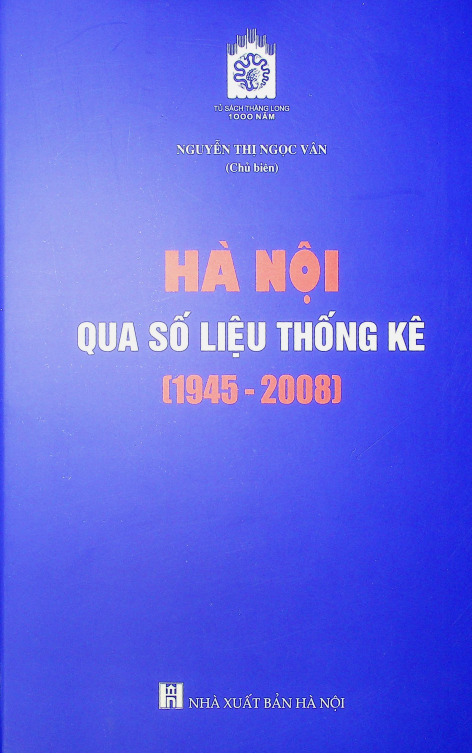 TỦ SÁCH THĂNG LONG
1000 NĂM
NGUYỄN THỊ NGỌC VÂN
(Chủ biên)
HÀ NỘI
QUA SỐ LIỆU THỐNG KÊ
(1945 - 2008)
NHÀ XUẤT BẢN HÀ NỘI